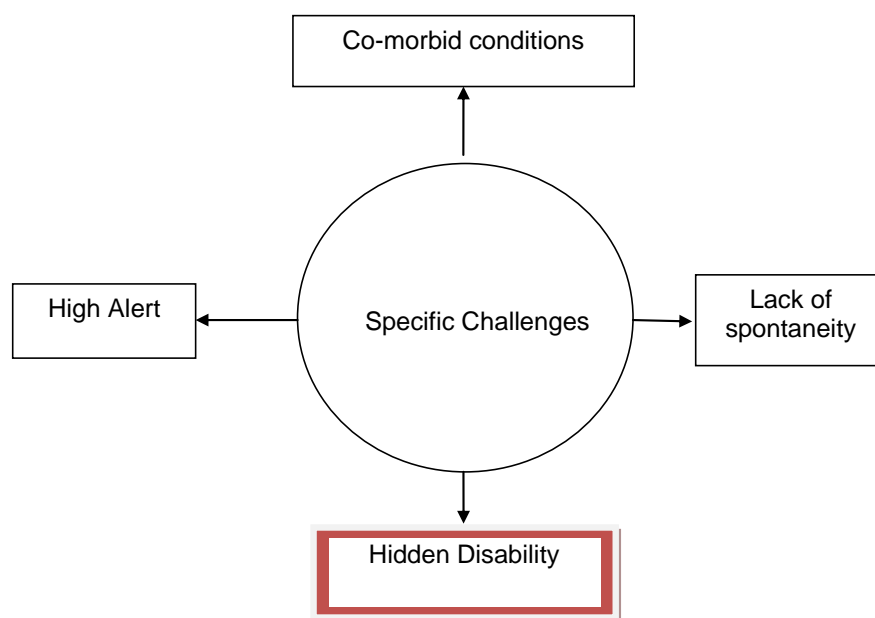 Co-morbid conditions
High Alert
Specific Challenges
Lack of
spontaneity
Hidden Disability